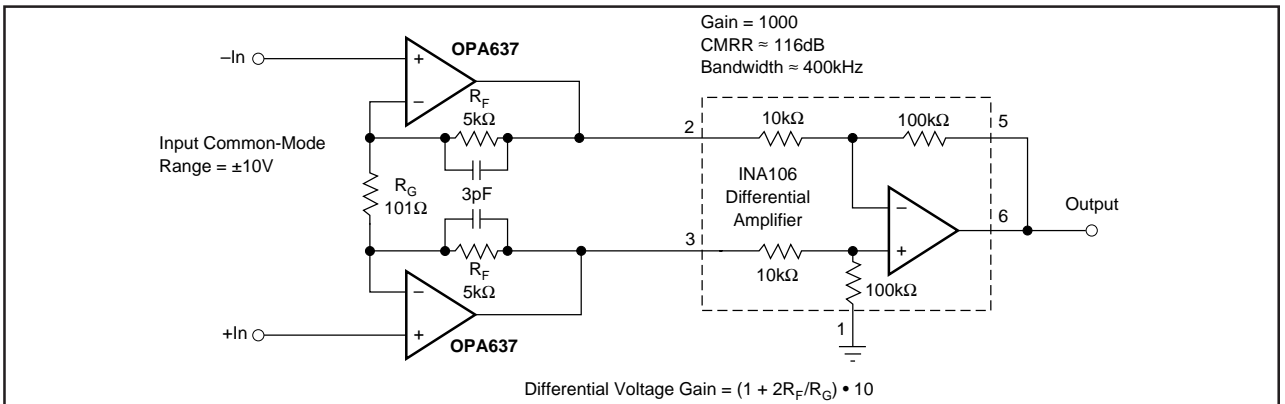 Gain = 1000
CMRR ≈ 116dB
Bandwidth ≈ 400kHz
OPA637
–In
+
–
R_F
5kΩ
3pF
Input Common-Mode
Range = ±10V
R_G
101Ω
R_F
5kΩ
–
+
+In
OPA637
2
10kΩ
100kΩ
5
INA106
Differential
Amplifier
–
+
6
Output
3
10kΩ
100kΩ
1
Differential Voltage Gain = (1 + 2R_F/R_G) • 10